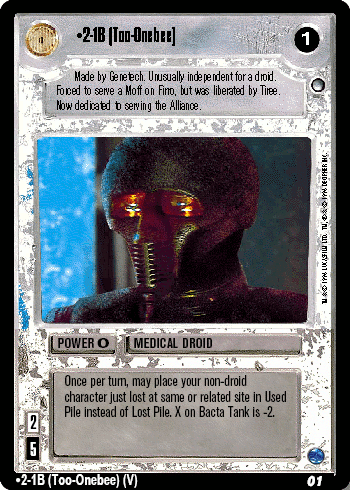 •2-1B (Too-Onebee)
1
Made by Genetech. Unusually independent for a droid.
Forced to serve a Moff on Firro, but was liberated by Tiree.
Now dedicated to serving the Alliance.
POWER 0
MEDICAL DROID
Once per turn, may place your non-droid
character just lost at same or related site in Used
Pile instead of Lost Pile. X on Bacta Tank is -2.
2
5
•2-1B (Too-Onebee) (V)
01